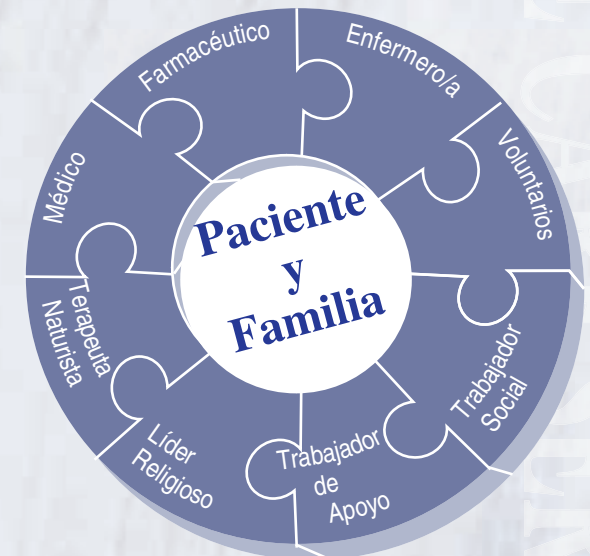 Paciente
y
Familia
Farmacéutico
Enfermero/a
Voluntarios
Trabajador
Social
Trabajador
de
Apoyo
Líder
Religioso
Terapeuta
Naturista
Médico